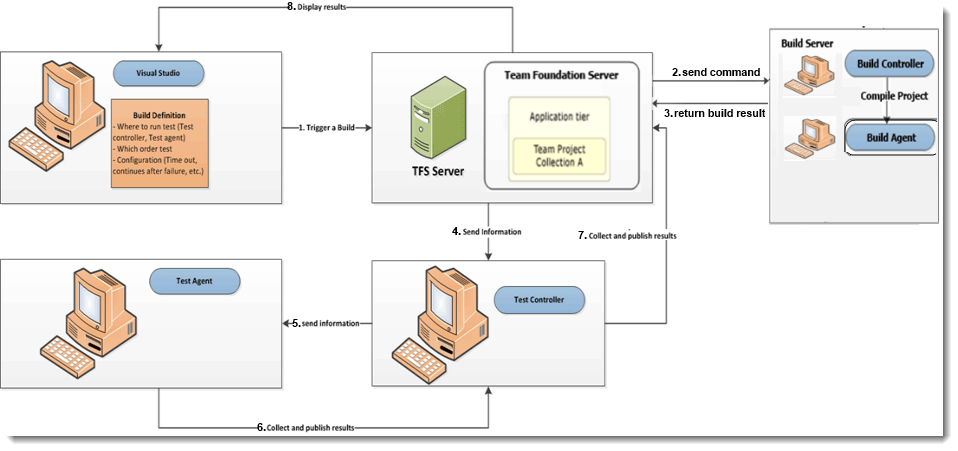 8. Display results
Visual Studio
Build Definition
- Where to run test (Test
controller, Test agent)
- Which order test
- Configuration (Time out,
continues after failure, etc.)
1. Trigger a Build
TFS Server
Team Foundation Server
Application tier
Team Project
Collection A
2.send command
3.return build result
Build Server
Build Controller
Compile Project
Build Agent
4. Send Information
7. Collect and publish results
Test Agent
5.send information
Test Controller
6.Collect and publish results